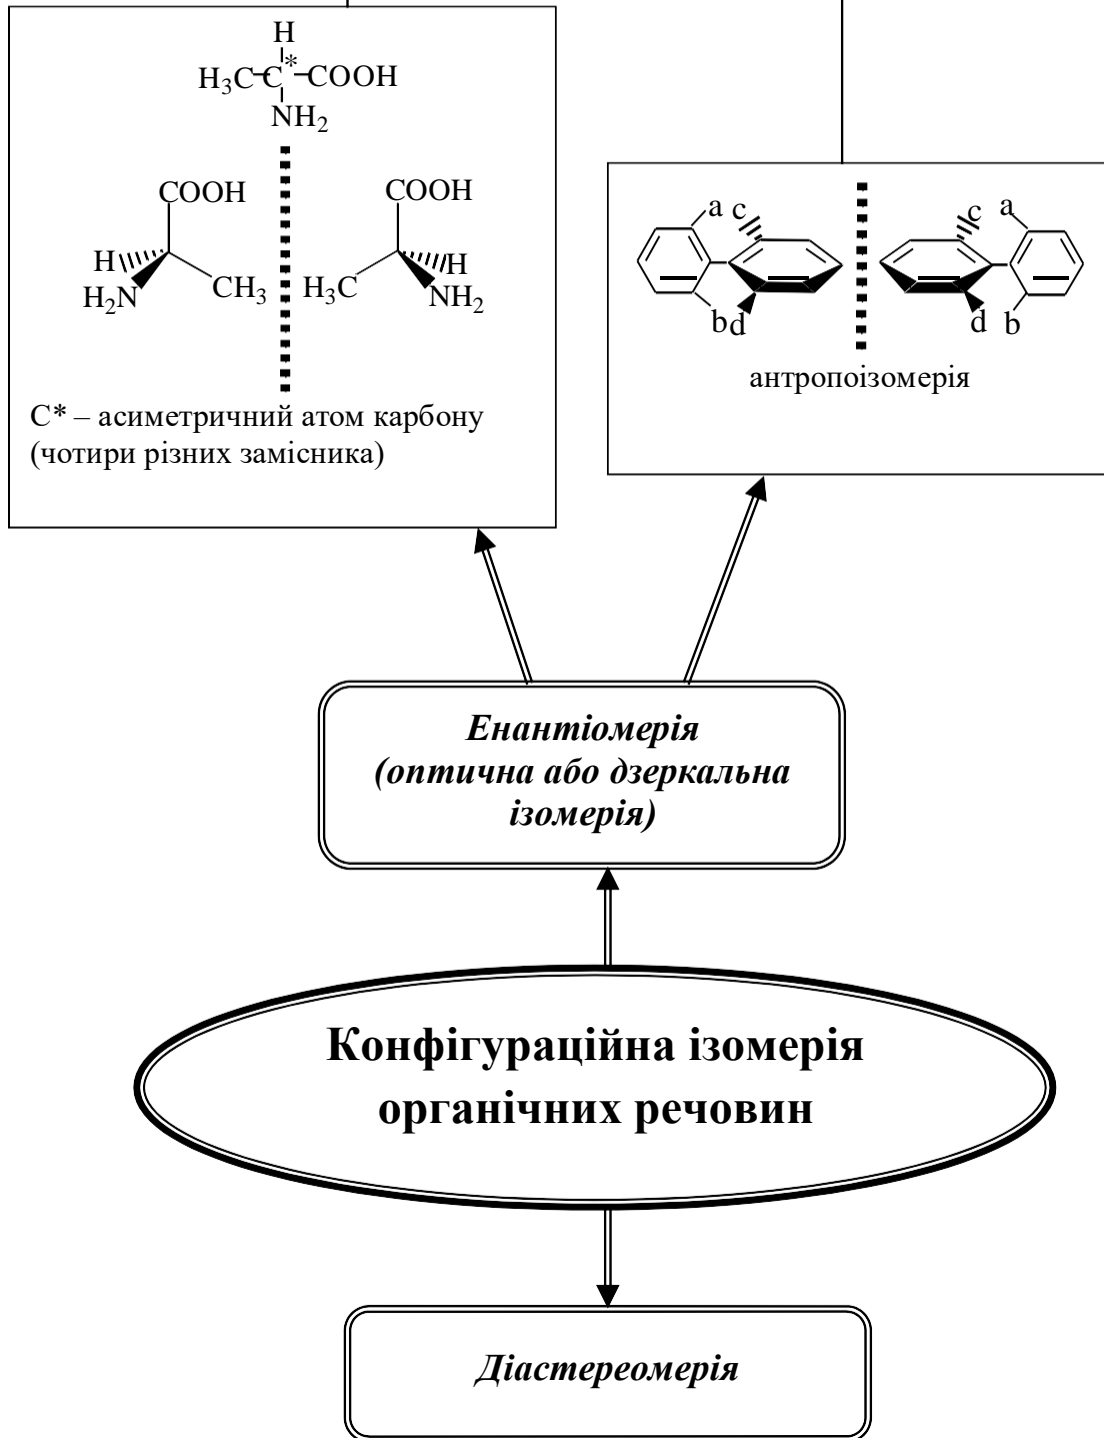 H
H₃C-C*-COOH
NH₂
COOH
COOH
H
H₂N
CH₃
H₃C
H
NH₂
C* – асиметричний атом карбону
(чотири різних замісника)
a c
b d
c a
d b
антропоізомерія
Енантіомерія
(оптична або дзеркальна
ізомерія)
Конфігураційна ізомерія
органічних речовин
Діастереомерія